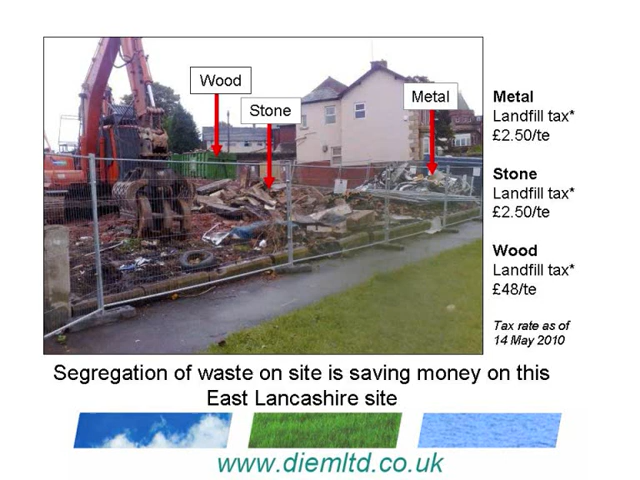 Wood
Stone
Metal
Metal
Landfill tax*
£2.50/te
Stone
Landfill tax*
£2.50/te
Wood
Landfill tax*
£48/te
Tax rate as of
14 May 2010
Segregation of waste on site is saving money on this
East Lancashire site
www.diemltd.co.uk